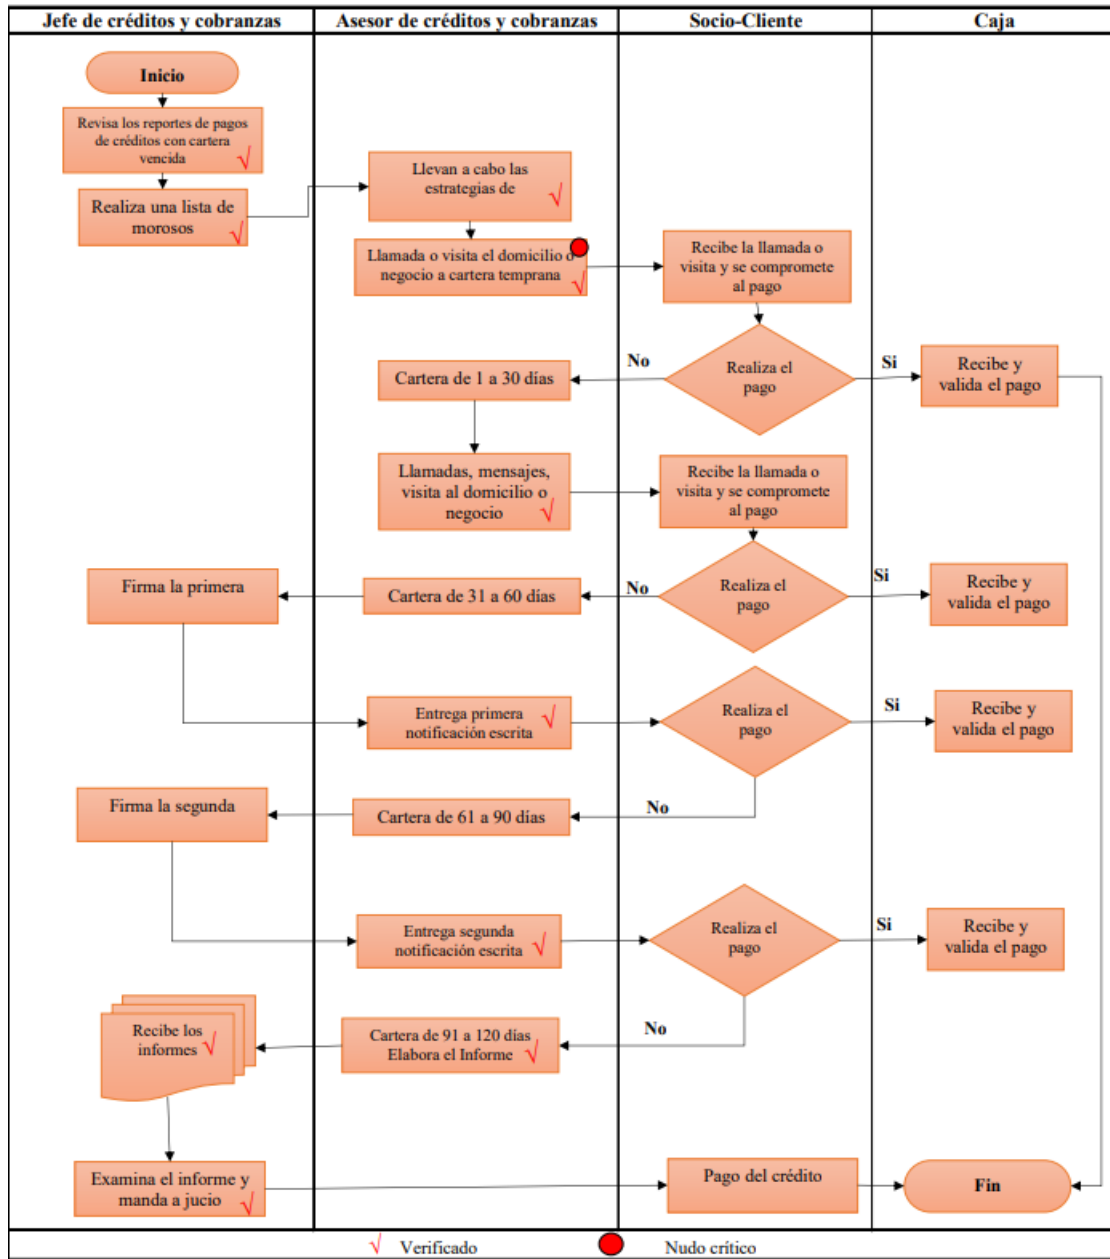 Jefe de créditos y cobranzas
Asesor de créditos y cobranzas
Socio-Cliente
Caja
Inicio
Revisa los reportes de pagos
de créditos con cartera
vencida
Realiza una lista de
morosos
Llevan a cabo las
estrategias de
Llamada o visita el domicilio o
negocio a cartera temprana
Recibe la llamada o
visita y se compromete
al pago
Realiza el
pago
No
Si
Cartera de 1 a 30 días
Recibe y
valida el pago
Llamadas, mensajes,
visita al domicilio o
negocio
Recibe la llamada o
visita y se compromete
al pago
Realiza el
pago
No
Si
Cartera de 31 a 60 días
Firma la primera
Recibe y
valida el pago
Entrega primera
notificación escrita
Realiza el
pago
Si
Recibe y
valida el pago
No
Cartera de 61 a 90 días
Firma la segunda
Entrega segunda
notificación escrita
Realiza el
pago
Si
Recibe y
valida el pago
No
Cartera de 91 a 120 días
Elabora el Informe
Recibe los
informes
Examina el informe y
manda a jucio
Pago del crédito
Fin
√ Verificado
Nudo crítico